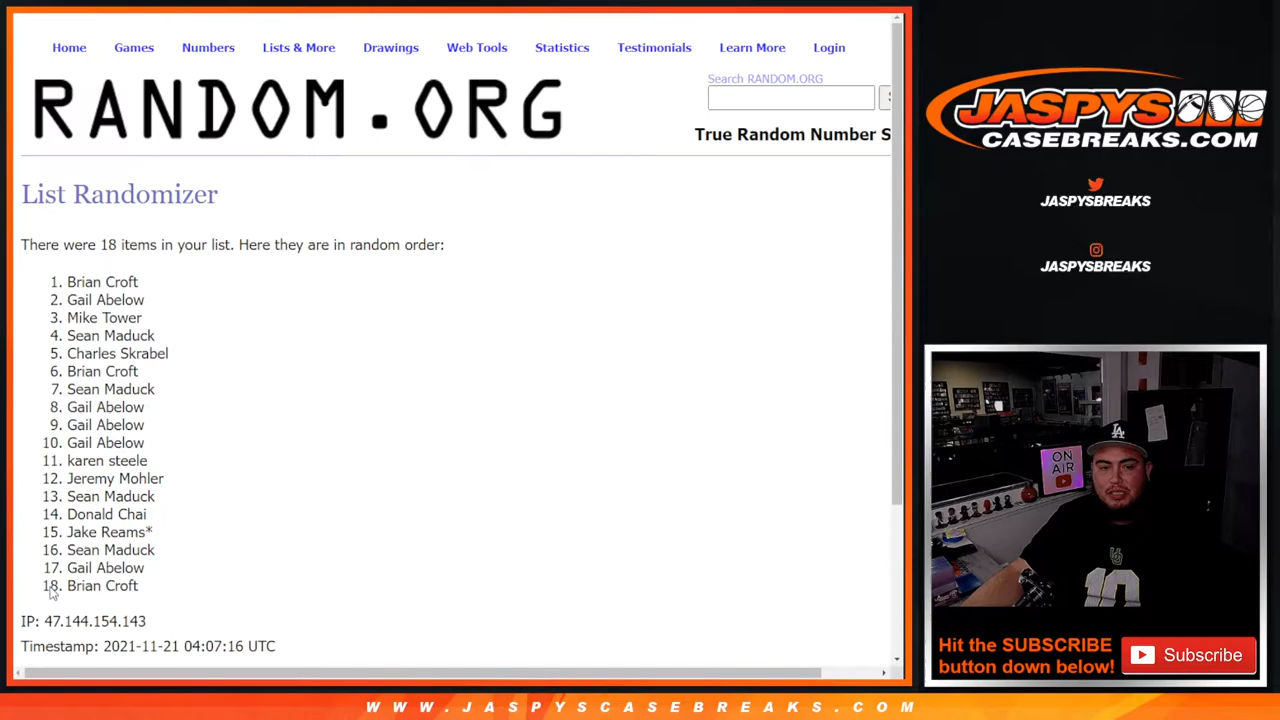 Home Games Numbers Lists & More Drawings Web Tools Statistics Testimonials Learn More Login
RANDOM.ORG
Search RANDOM.ORG
True Random Number S
List Randomizer
There were 18 items in your list. Here they are in random order:
1. Brian Croft
2. Gail Abelow
3. Mike Tower
4. Sean Maduck
5. Charles Skrabel
6. Brian Croft
7. Sean Maduck
8. Gail Abelow
9. Gail Abelow
10. Gail Abelow
11. karen steele
12. Jeremy Mohler
13. Sean Maduck
14. Donald Chai
15. Jake Reams*
16. Sean Maduck
17. Gail Abelow
18. Brian Croft
IP: 47.144.154.143
Timestamp: 2021-11-21 04:07:16 UTC
JASPYS
CASEBREAKS.COM
JASPYSBREAKS
JASPYSBREAKS
ON
AIR
LA
10
Hit the SUBSCRIBE
button down below!
Subscribe
WWW.JASPYSCASEBREAKS.COM